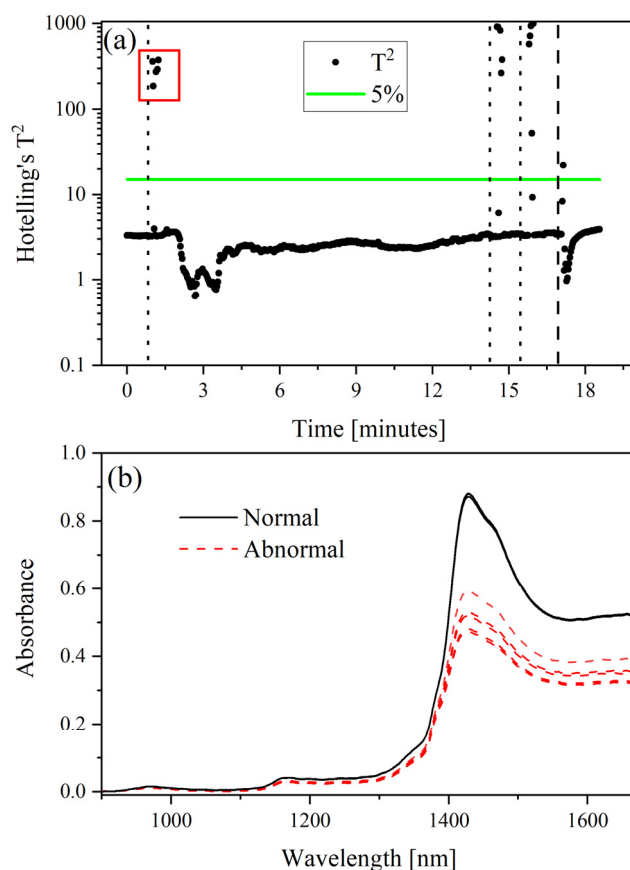 (a)
1000
100
10
1
0.1
Hotelling's T²
T²
5%
0 3 6 9 12 15 18
Time [minutes]
(b)
1.0
0.8
0.6
0.4
0.2
0.0
Absorbance
Normal
Abnormal
1000 1200 1400 1600
Wavelength [nm]